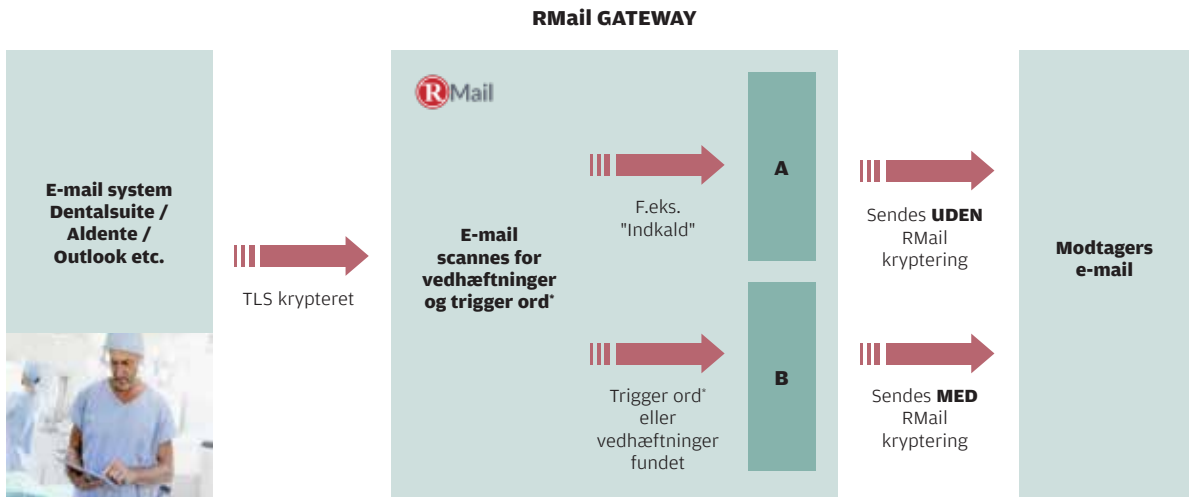 RMail GATEWAY
E-mail system
Dentalsuite /
Aldente /
Outlook etc.
TLS krypteret
RMail
E-mail
scannes for
vedhæftninger
og trigger ord*
F.eks.
"Indkald"
A
Sendes UDEN
RMail
kryptering
Trigger ord*
eller
vedhæftninger
fundet
B
Sendes MED
RMail
kryptering
Modtagers
e-mail